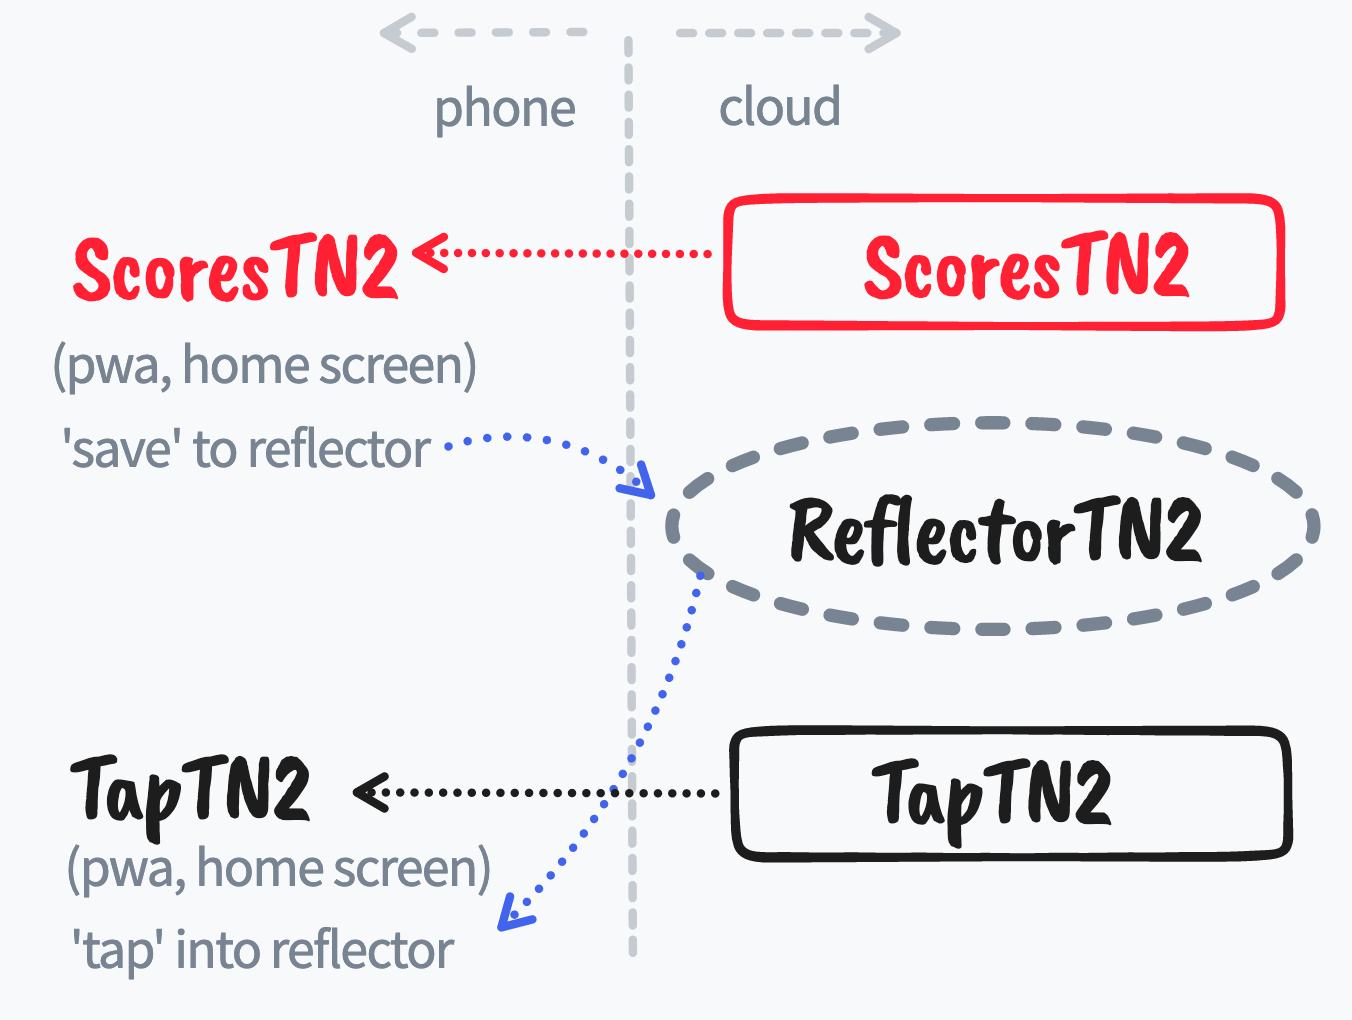 phone cloud
ScoresTN2 ScoresTN2
(pwa, home screen)
'save' to reflector
ReflectorTN2
TapTN2 TapTN2
(pwa, home screen)
'tap' into reflector